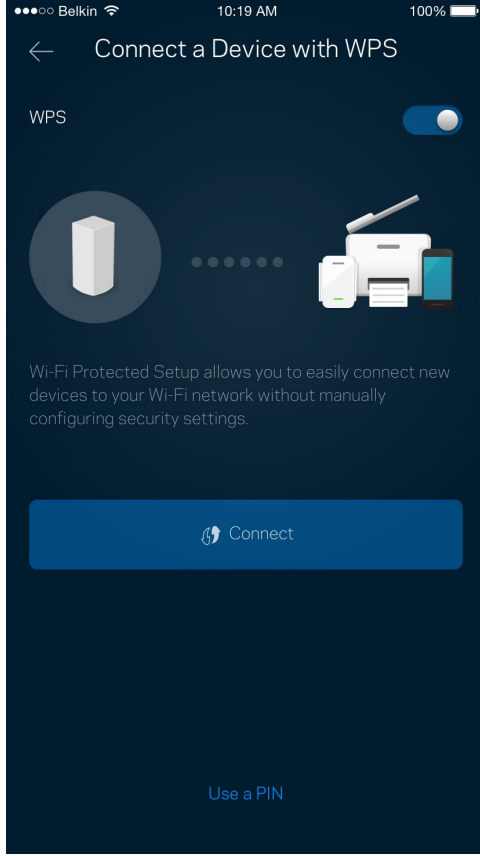 ●●●○○ Belkin 10:19 AM 100%
Connect a Device with WPS
WPS
Wi-Fi Protected Setup allows you to easily connect new
devices to your Wi-Fi network without manually
configuring security settings.
Connect
Use a PIN